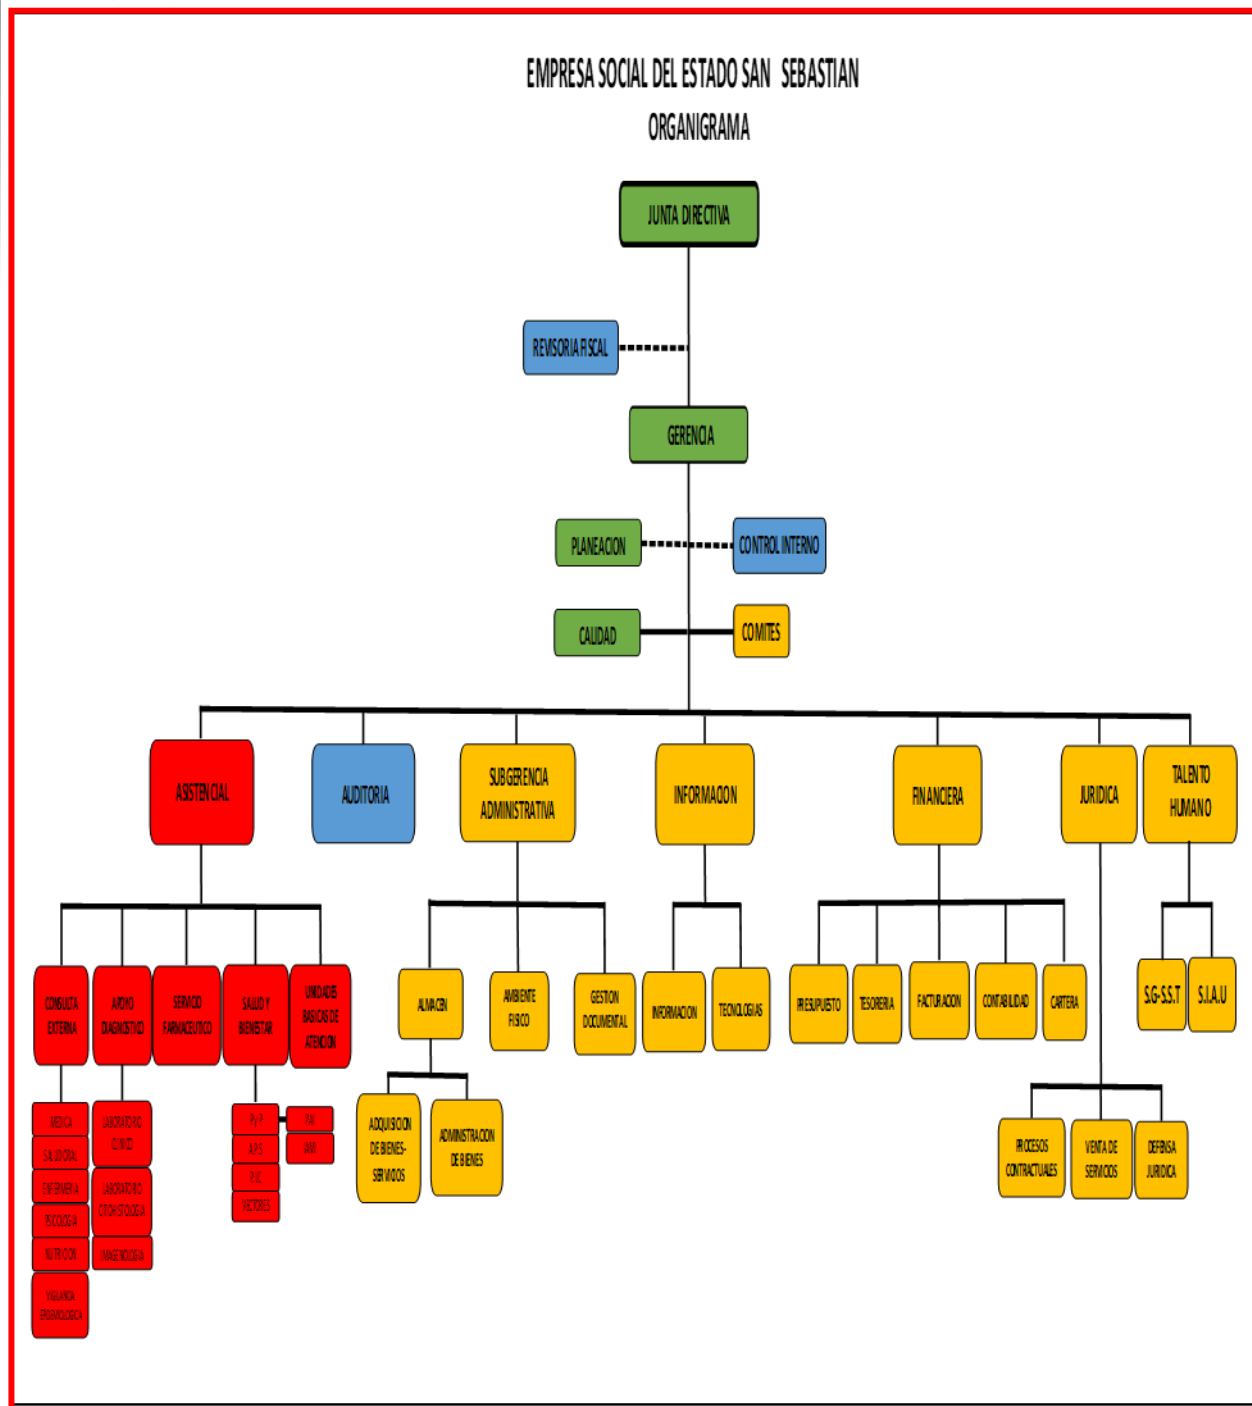 EMPRESA SOCIAL DEL ESTADO SAN SEBASTIAN
ORGANIGRAMA
JUNTA DIRECTIVA
REVISORIA FISCAL
GERENCIA
PLANEACION
CONTROL INTERNO
CALIDAD
COMITES
ASISTENCIAL
AUDITORIA
SUBGERENCIA
ADMINISTRATIVA
INFORMACION
FINANCIERA
JURIDICA
TALENTO
HUMANO
CONSULTA
EXTERNA
APOYO
DIAGNOSTICO
SERVICIO
FARMACEUTICO
SALUD Y
BIENESTAR
UNIDADES
BASICAS DE
ATENCION
ALMACEN
AMBIENTE
FISICO
GESTION
DOCUMENTAL
INFORMACION
TECNOLOGIAS
PRESUPUESTO
TESORERIA
FACTURACION
CONTABILIDAD
CARTERA
S.G-S.S.T
S.I.A.U
MEDICA
SALUD ORAL
ENFERMERIA
PSICOLOGIA
NUTRICION
VIGILANCIA
EPIDEMIOLOGICA
LABORATORIO
CLINICO
LABORATORIO
CITOHISTOLOGIA
IMAGENOLOGIA
P.Y.P
A.P.S
P.I.C
VECTORES
P.A.I
IAMI
ADQUISICION
DE BIENES-
SERVICIOS
ADMINISTRACION
DE BIENES
PROCESOS
CONTRACTUALES
VENTA DE
SERVICIOS
DEFENSA
JURIDICA